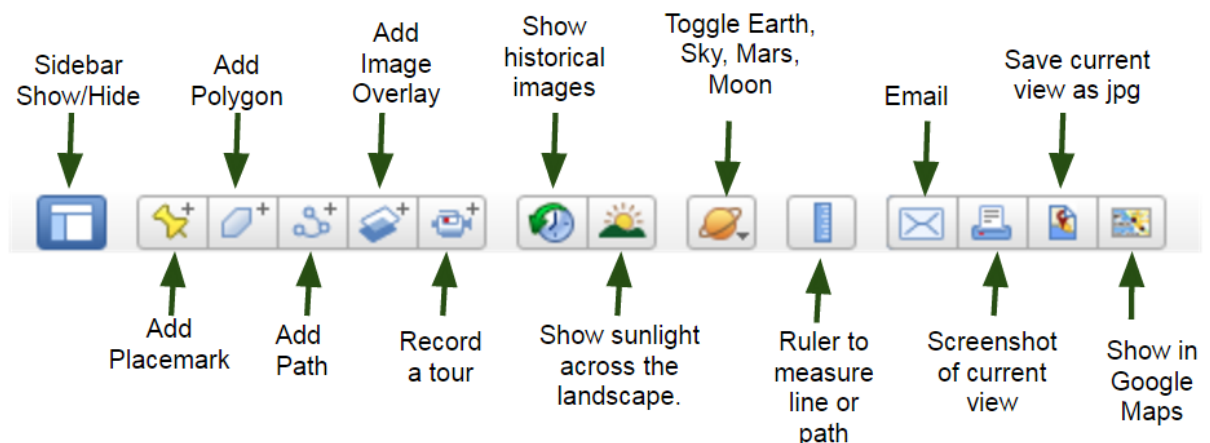 Sidebar
Show/Hide
Add
Polygon
Add
Image
Overlay
Show
historical
images
Toggle Earth,
Sky, Mars,
Moon
Email
Save current
view as jpg
Add
Placemark
Add
Path
Record
a tour
Show sunlight
across the
landscape.
Ruler to
measure
line or
path
Screenshot
of current
view
Show in
Google
Maps